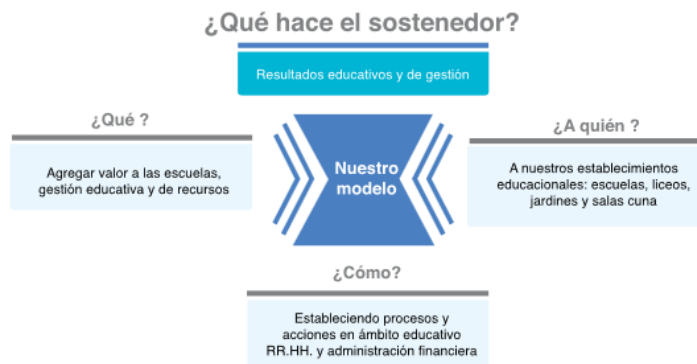 ¿Qué hace el sostenedor?
Resultados educativos y de gestión
¿Qué ?
Agregar valor a las escuelas,
gestión educativa y de recursos
Nuestro
modelo
¿A quién ?
A nuestros establecimientos
educacionales: escuelas, liceos,
jardines y salas cuna
¿Cómo?
Estableciendo procesos y
acciones en ámbito educativo
RR.HH. y administración financiera